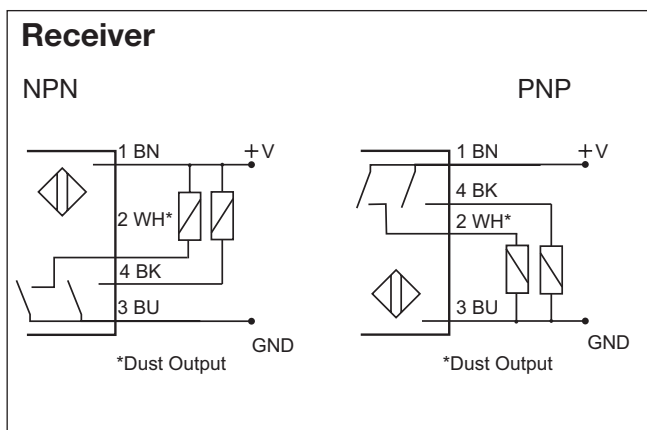 Receiver
NPN
1 BN
+V
2 WH*
4 BK
3 BU
GND
*Dust Output
PNP
1 BN
+V
4 BK
2 WH*
3 BU
GND
*Dust Output